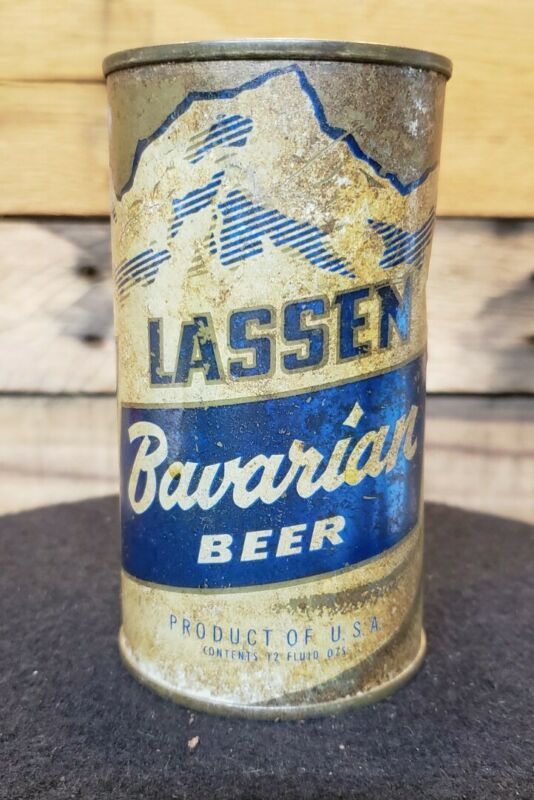 LASSEN
Bavarian
BEER
PRODUCT OF U.S.A.
CONTENTS 12 FLUID OZS.